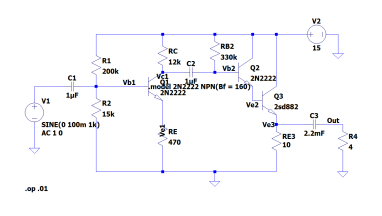 V2
15
R1
200k
RC
12k
RB2
330k
Vc1
C2
1µF
Q2
2N2222
Vb2
C1
1µF
Vb1
Q1
.model 2N2222 NPN(Bf = 160)
2N2222
Q3
2sd882
Ve2
V1
SINE(0 100m 1k)
AC 1 0
R2
15k
Ve1
RE
470
Ve3
RE3
10
C3
2.2mF
Out
R4
4
.op .01